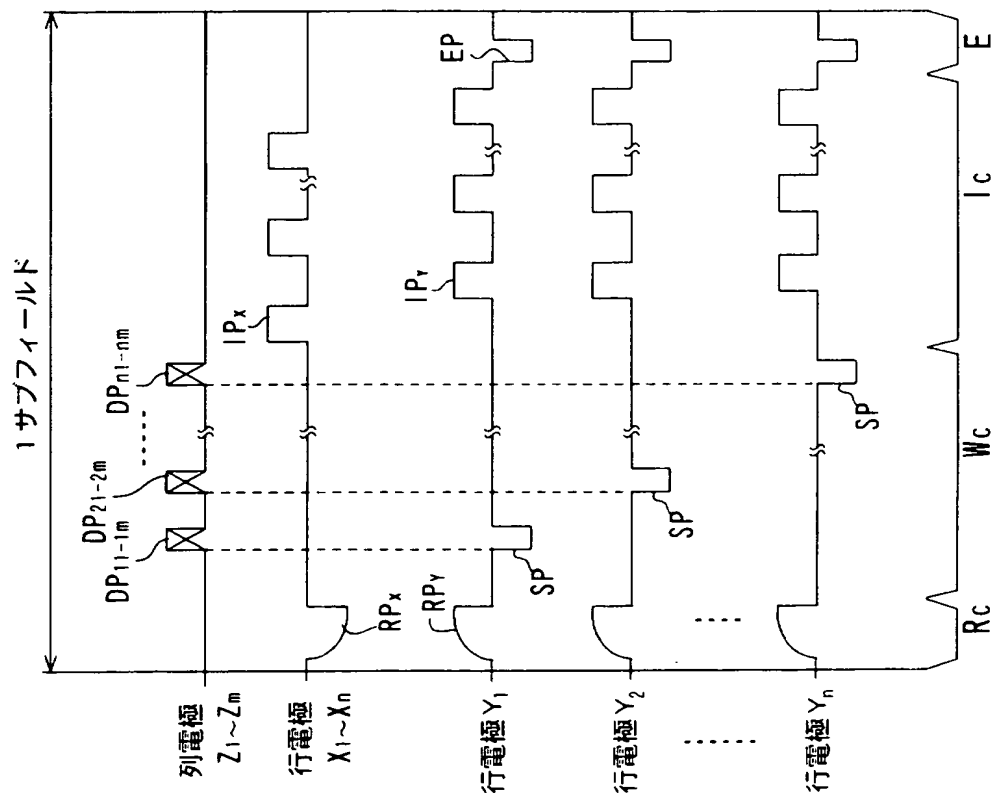 1サブフィールド
DP11-1m
DP21-2m
DPn1-nm
列電極
Z1~Zm
行電極
X1~Xn
RPX
IPX
行電極 Y1
RPY
SP
IPY
EP
行電極 Y2
SP
行電極 Yn
SP
Rc
Wc
Ic
E